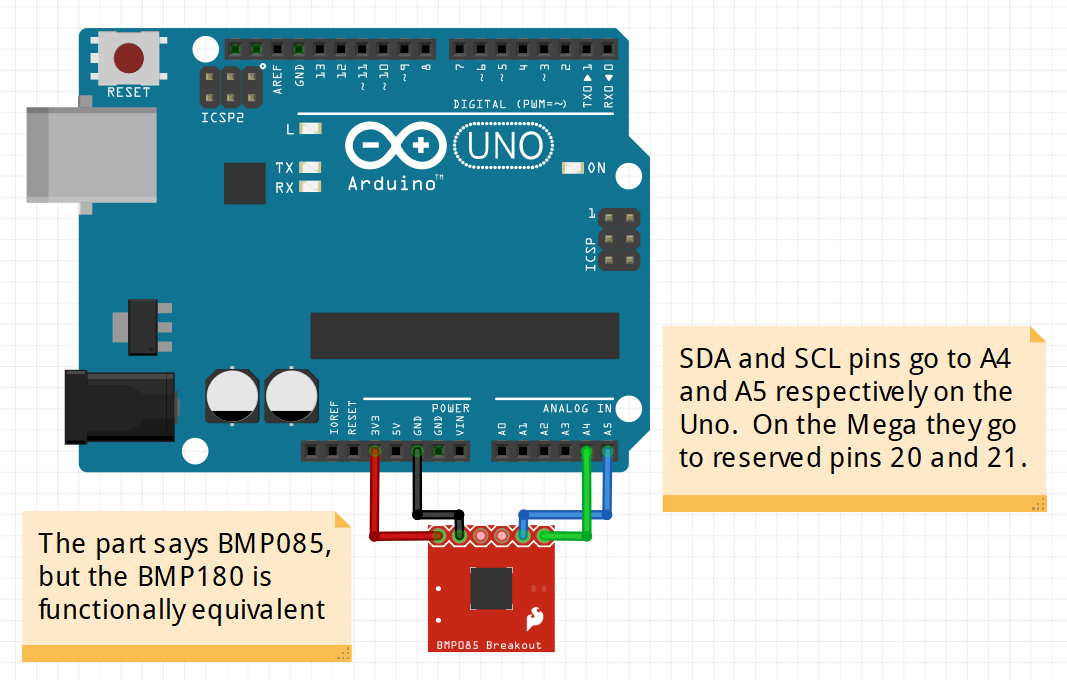 RESET
ICSP2
AREF
GND
13
12
~11
~10
~9
8
7
~6
~5
4
~3
2
TXO▶1
RXO◀0
DIGITAL (PWM=~)
L
TX
RX
Arduino™
UNO
ON
1
ICSP
IOREF
RESET
3V3
5V
GND
GND
VIN
POWER
ANALOG IN
A0
A1
A2
A3
A4
A5
SDA and SCL pins go to A4
and A5 respectively on the
Uno. On the Mega they go
to reserved pins 20 and 21.
The part says BMP085,
but the BMP180 is
functionally equivalent
BMP085 Breakout